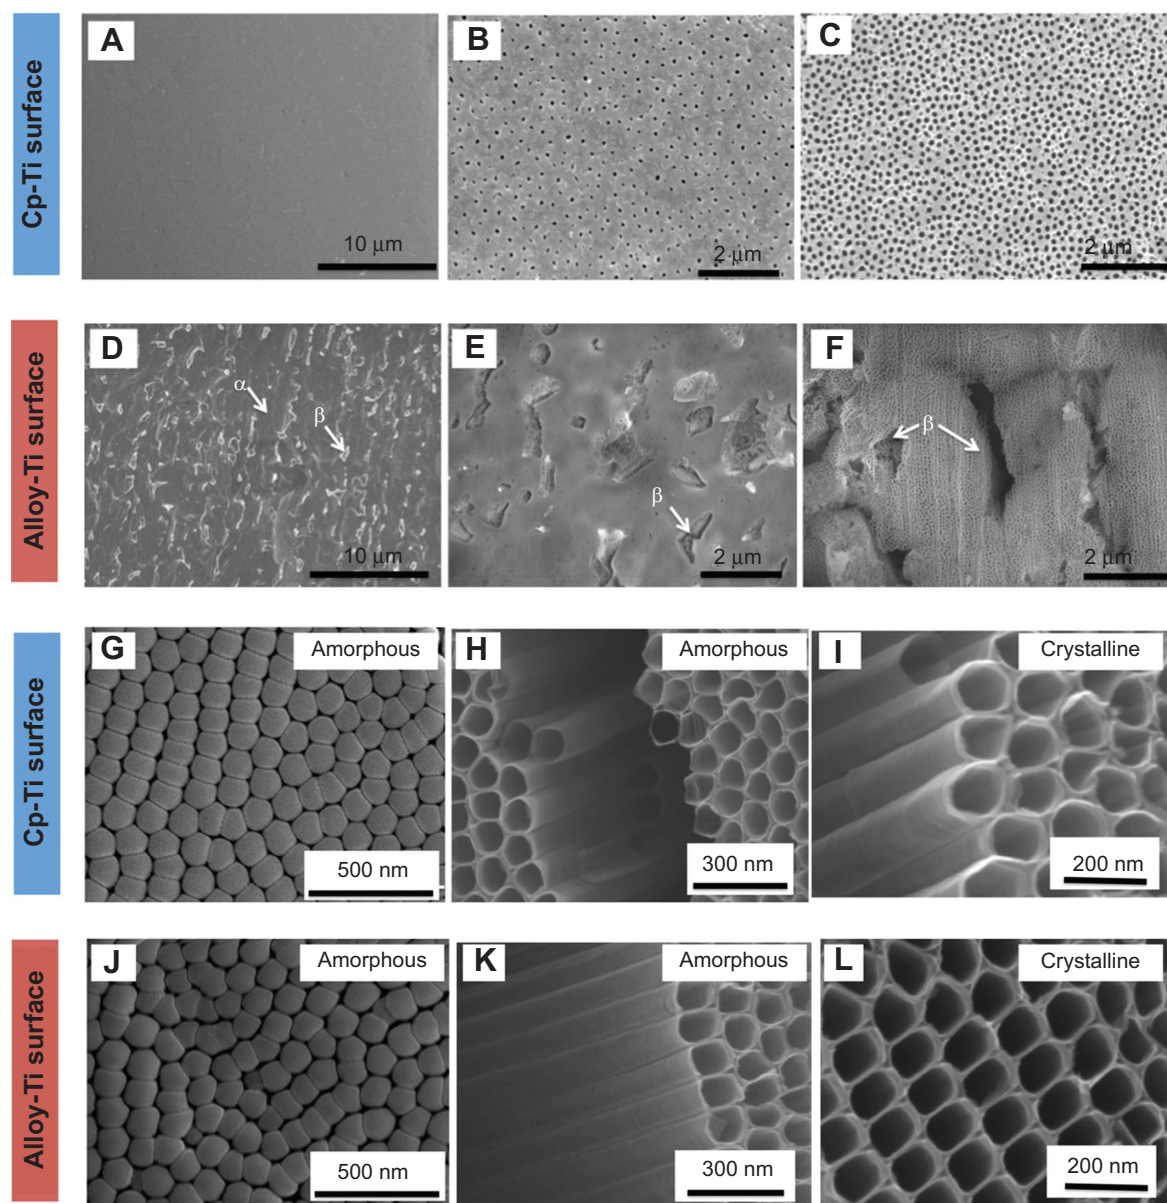 Cp-Ti surface
A
10 μm
B
2 μm
C
2 μm
Alloy-Ti surface
D
α
β
10 μm
E
β
2 μm
F
β
2 μm
Cp-Ti surface
G
Amorphous
500 nm
H
Amorphous
300 nm
I
Crystalline
200 nm
Alloy-Ti surface
J
Amorphous
500 nm
K
Amorphous
300 nm
L
Crystalline
200 nm